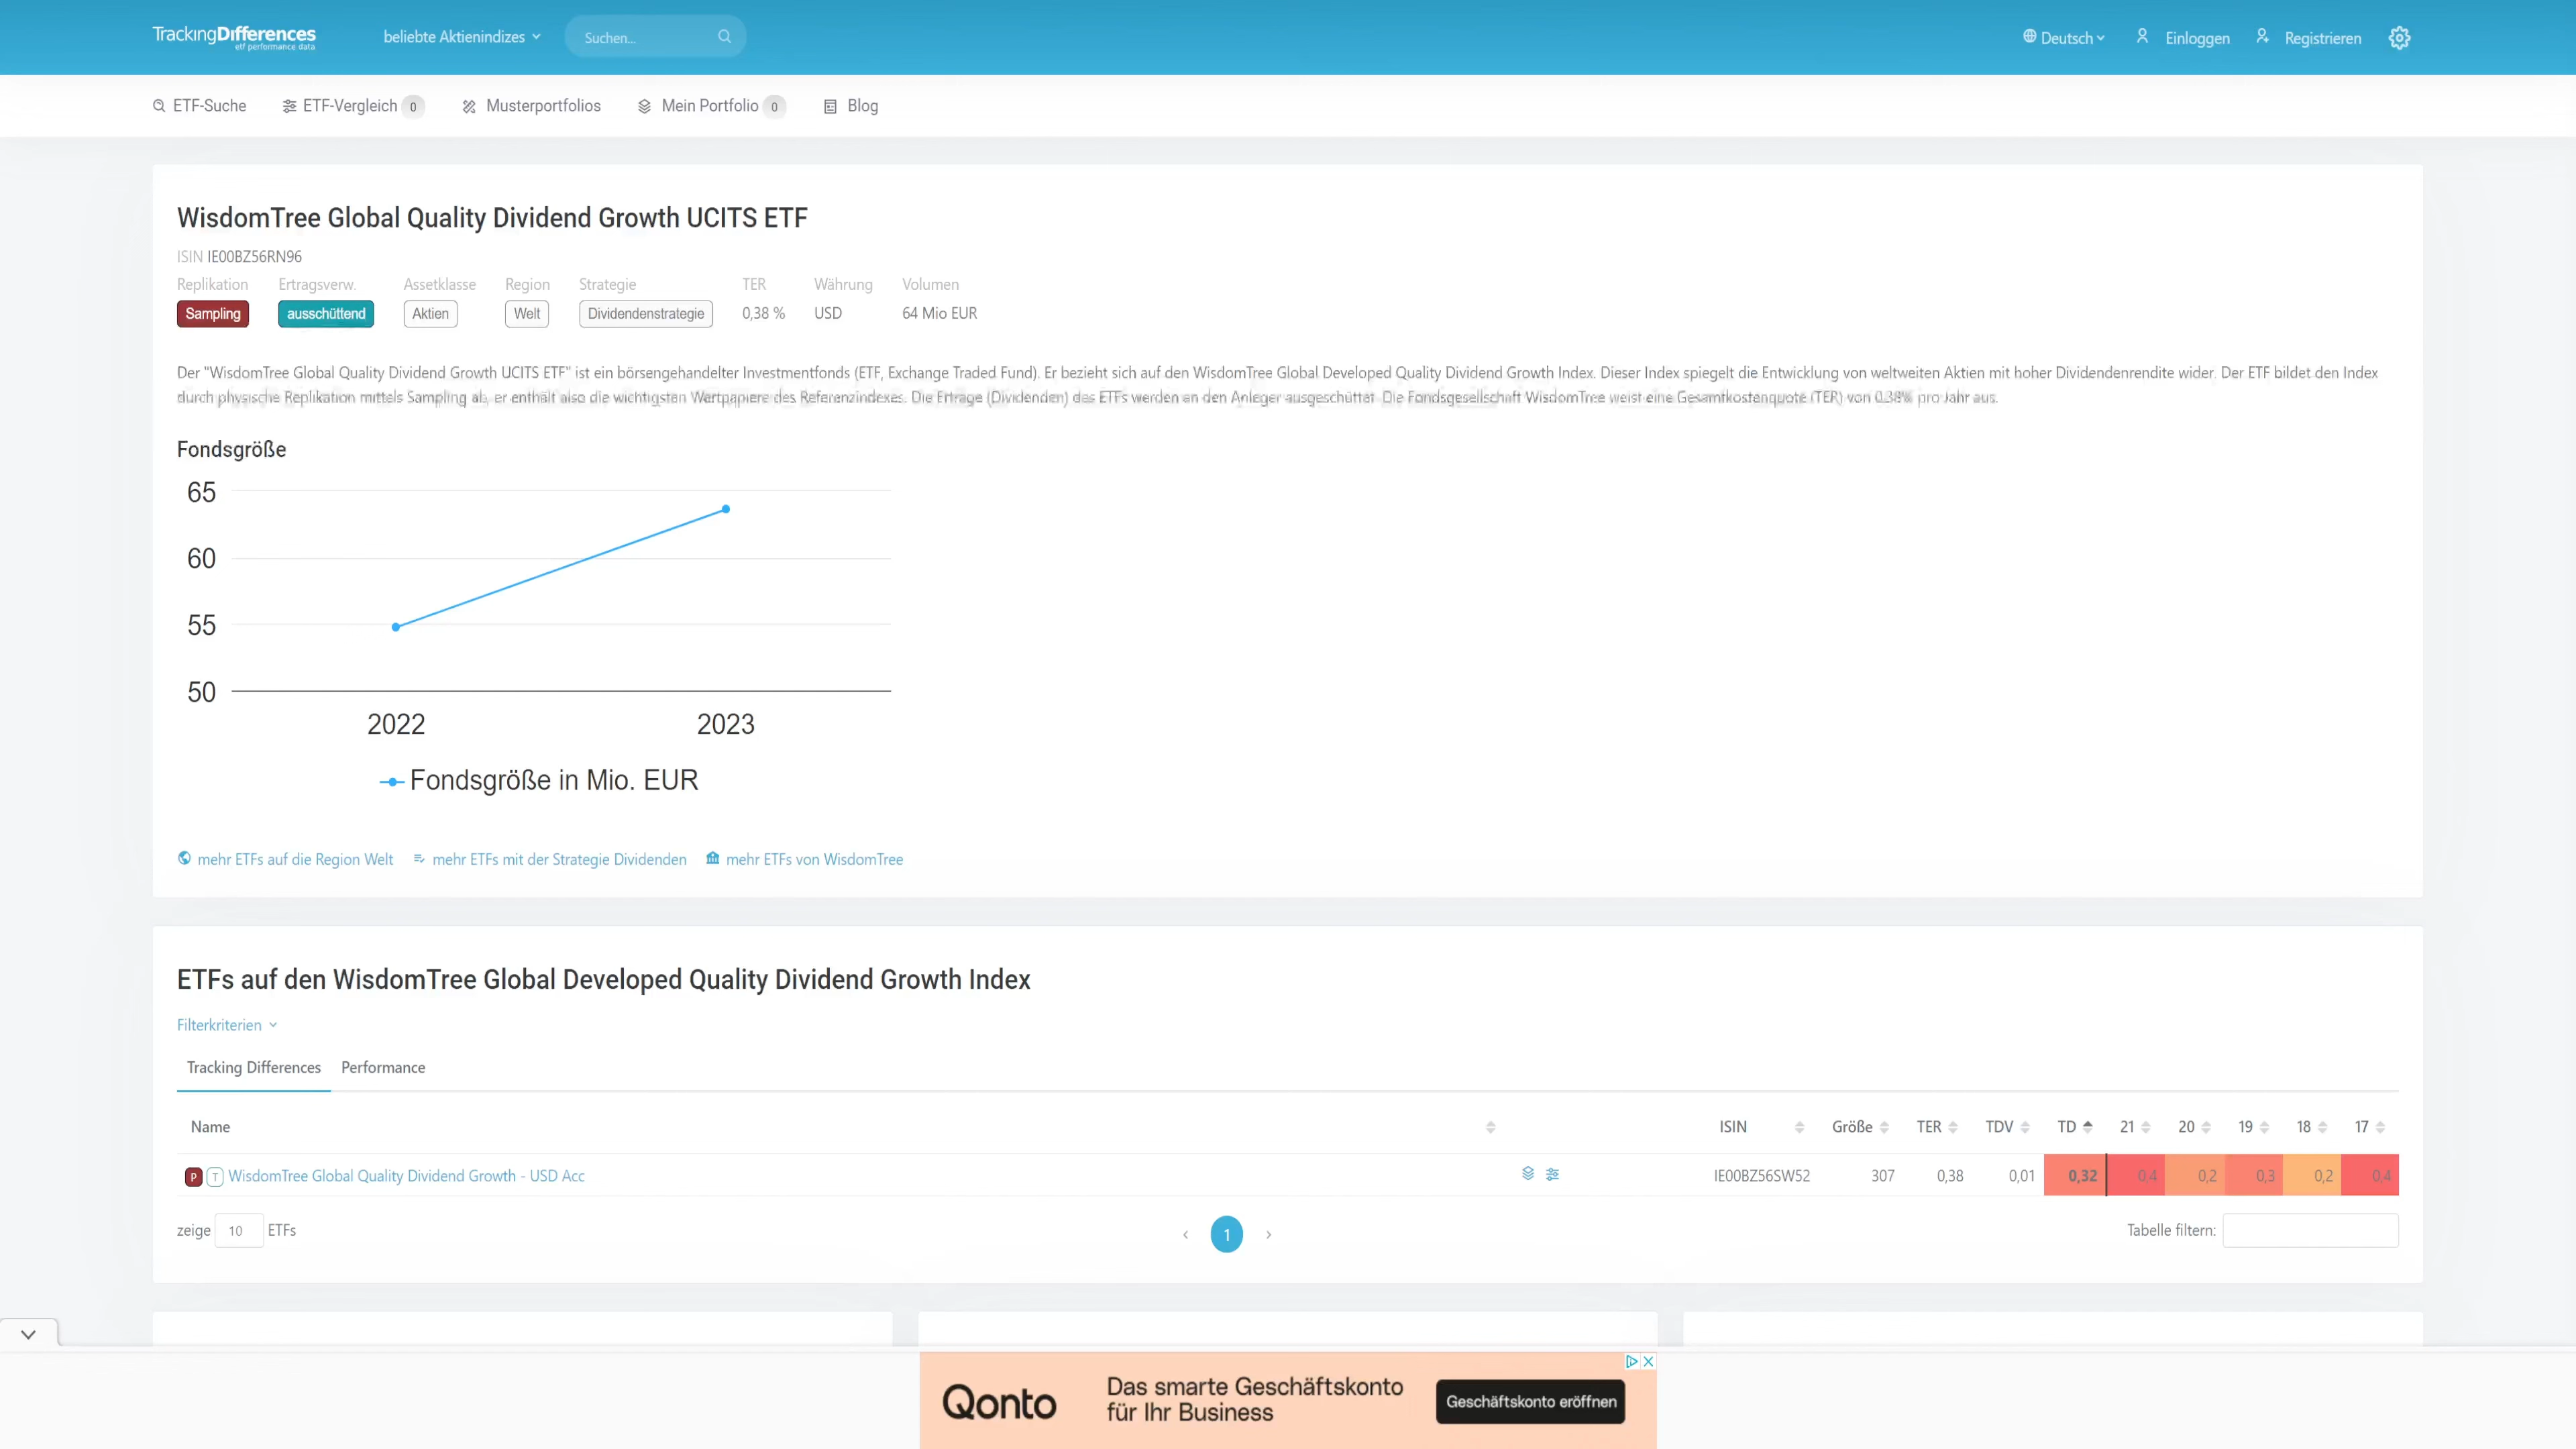 TrackingDifferences
etf performance data
beliebte Aktienindizes
Suchen...
Deutsch
Einloggen
Registrieren
ETF-Suche
ETF-Vergleich 0
Musterportfolios
Mein Portfolio 0
Blog
WisdomTree Global Quality Dividend Growth UCITS ETF
ISIN IE00BZ56RN96
Replikation Ertragsverw. Assetklasse Region Strategie TER Währung Volumen
Sampling ausschüttend Aktien Welt Dividendenstrategie 0,38 % USD 64 Mio EUR
Der "WisdomTree Global Quality Dividend Growth UCITS ETF" ist ein börsengehandelter Investmentfonds (ETF, Exchange Traded Fund). Er bezieht sich auf den WisdomTree Global Developed Quality Dividend Growth Index. Dieser Index spiegelt die Entwicklung von weltweiten Aktien mit hoher Dividendenrendite wider. Der ETF bildet den Index
durch physische Replikation mittels Sampling ab, er enthält also die wichtigsten Wertpapiere des Referenzindexes. Die Erträge (Dividenden) des ETFs werden an den Anleger ausgeschüttet. Die Fondsgesellschaft WisdomTree weist eine Gesamtkostenquote (TER) von 0,38% pro Jahr aus.
Fondsgröße
65
60
55
50
2022 2023
Fondsgröße in Mio. EUR
mehr ETFs auf die Region Welt mehr ETFs mit der Strategie Dividenden mehr ETFs von WisdomTree
ETFs auf den WisdomTree Global Developed Quality Dividend Growth Index
Filterkriterien
Tracking Differences Performance
Name ISIN Größe TER TDV TD 21 20 19 18 17
P T WisdomTree Global Quality Dividend Growth - USD Acc IE00BZ56SW52 307 0,38 0,01 0,32 0,4 0,2 0,3 0,2 0,4
zeige 10 ETFs
‹ 1 ›
Tabelle filtern:
Qonto
Das smarte Geschäftskonto
für Ihr Business
Geschäftskonto eröffnen